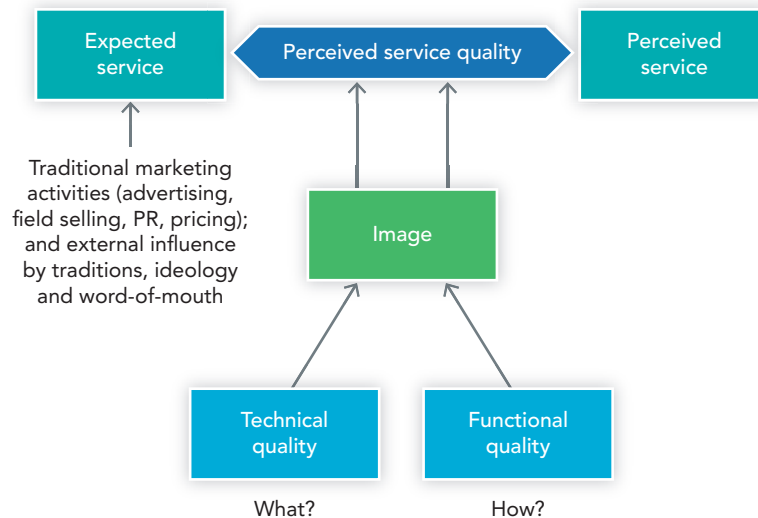 Expected
service
Perceived service quality
Perceived
service
Traditional marketing
activities (advertising,
field selling, PR, pricing);
and external influence
by traditions, ideology
and word-of-mouth
Image
Technical
quality
Functional
quality
What?
How?